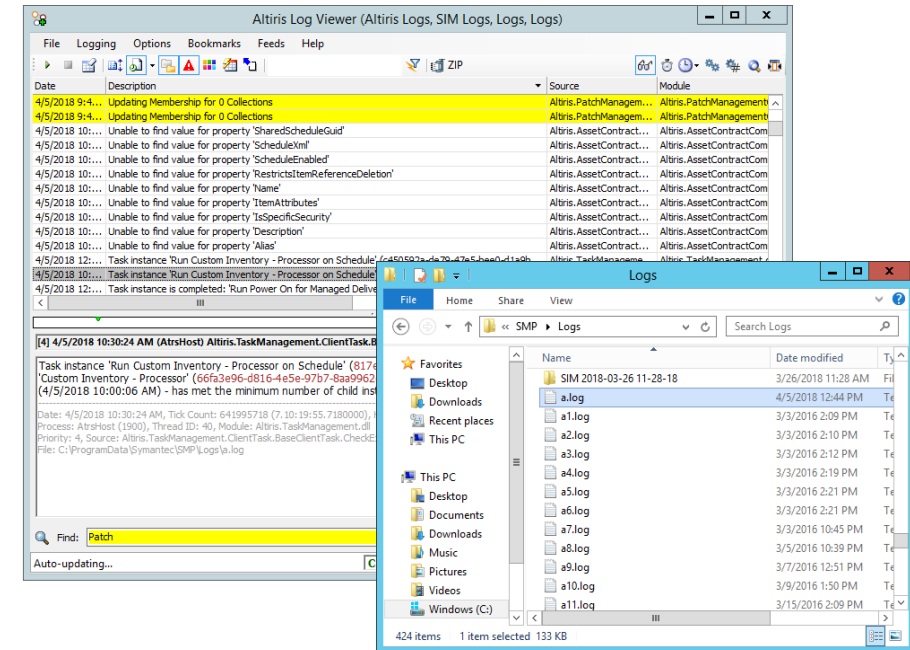 Altiris Log Viewer (Altiris Logs, SIM Logs, Logs, Logs)
File Logging Options Bookmarks Feeds Help
ZIP
Date Description Source Module
4/5/2018 9:4... Updating Membership for 0 Collections Altiris.PatchManagem... Altiris.PatchManagement
4/5/2018 9:4... Updating Membership for 0 Collections Altiris.PatchManagem... Altiris.PatchManagement
4/5/2018 10:... Unable to find value for property 'SharedScheduleGuid' Altiris.AssetContract... Altiris.AssetContractCom
4/5/2018 10:... Unable to find value for property 'ScheduleXml' Altiris.AssetContract... Altiris.AssetContractCom
4/5/2018 10:... Unable to find value for property 'ScheduleEnabled' Altiris.AssetContract... Altiris.AssetContractCom
4/5/2018 10:... Unable to find value for property 'RestrictsItemReferenceDeletion' Altiris.AssetContract... Altiris.AssetContractCom
4/5/2018 10:... Unable to find value for property 'Name' Altiris.AssetContract... Altiris.AssetContractCom
4/5/2018 10:... Unable to find value for property 'ItemAttributes' Altiris.AssetContract... Altiris.AssetContractCom
4/5/2018 10:... Unable to find value for property 'IsSpecificSecurity' Altiris.AssetContract... Altiris.AssetContractCom
4/5/2018 10:... Unable to find value for property 'Description' Altiris.AssetContract... Altiris.AssetContractCom
4/5/2018 10:... Unable to find value for property 'Alias' Altiris.AssetContract... Altiris.AssetContractCom
4/5/2018 12:... Task instance 'Run Custom Inventory - Processor on Schedule' (c450592a-de79-47e5-bee0-d1a9b Altiris.TaskManageme... Altiris.TaskManagement.c
4/5/2018 10:... Task instance 'Run Custom Inventory - Processor on Schedule'
4/5/2018 12:... Task instance is completed: 'Run Power On for Managed Delive
[4] 4/5/2018 10:30:24 AM (AtrsHost) Altiris.TaskManagement.ClientTask.B
Task instance 'Run Custom Inventory - Processor on Schedule' (817e
'Custom Inventory - Processor' (66fa3e96-d816-4e5e-97b7-8aa9962
(4/5/2018 10:00:06 AM) - has met the minimum number of child inst
Date: 4/5/2018 10:30:24 AM, Tick Count: 641995718 (7.10:19:55.7180000),
Process: AtrsHost (1900), Thread ID: 40, Module: Altiris.TaskManagement.dll
Priority: 4, Source: Altiris.TaskManagement.ClientTask.BaseClientTask.CheckE
File: C:\ProgramData\Symantec\SMP\Logs\a.log
Find: Patch
Auto-updating...
Logs
File Home Share View
« SMP Logs Search Logs
Favorites
Desktop
Downloads
Recent places
This PC
This PC
Desktop
Documents
Downloads
Music
Pictures
Videos
Windows (C:)
Name Date modified Ty
SIM 2018-03-26 11-28-18 3/26/2018 11:28 AM Fil
a.log 4/5/2018 12:44 PM Te
a1.log 3/3/2016 2:09 PM Te
a2.log 3/3/2016 2:10 PM Te
a3.log 3/3/2016 2:12 PM Te
a4.log 3/3/2016 2:19 PM Te
a5.log 3/3/2016 2:21 PM Te
a6.log 3/3/2016 2:21 PM Te
a7.log 3/3/2016 10:45 PM Te
a8.log 3/5/2016 10:39 PM Te
a9.log 3/7/2016 12:51 PM Te
a10.log 3/9/2016 1:50 PM Te
a11.log 3/15/2016 2:09 PM Te
424 items 1 item selected 133 KB